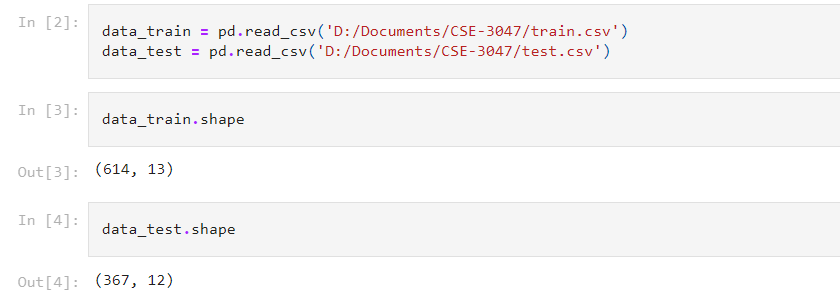 In [2]:
data_train = pd.read_csv('D:/Documents/CSE-3047/train.csv')
data_test = pd.read_csv('D:/Documents/CSE-3047/test.csv')
In [3]:
data_train.shape
Out[3]: (614, 13)
In [4]:
data_test.shape
Out[4]: (367, 12)